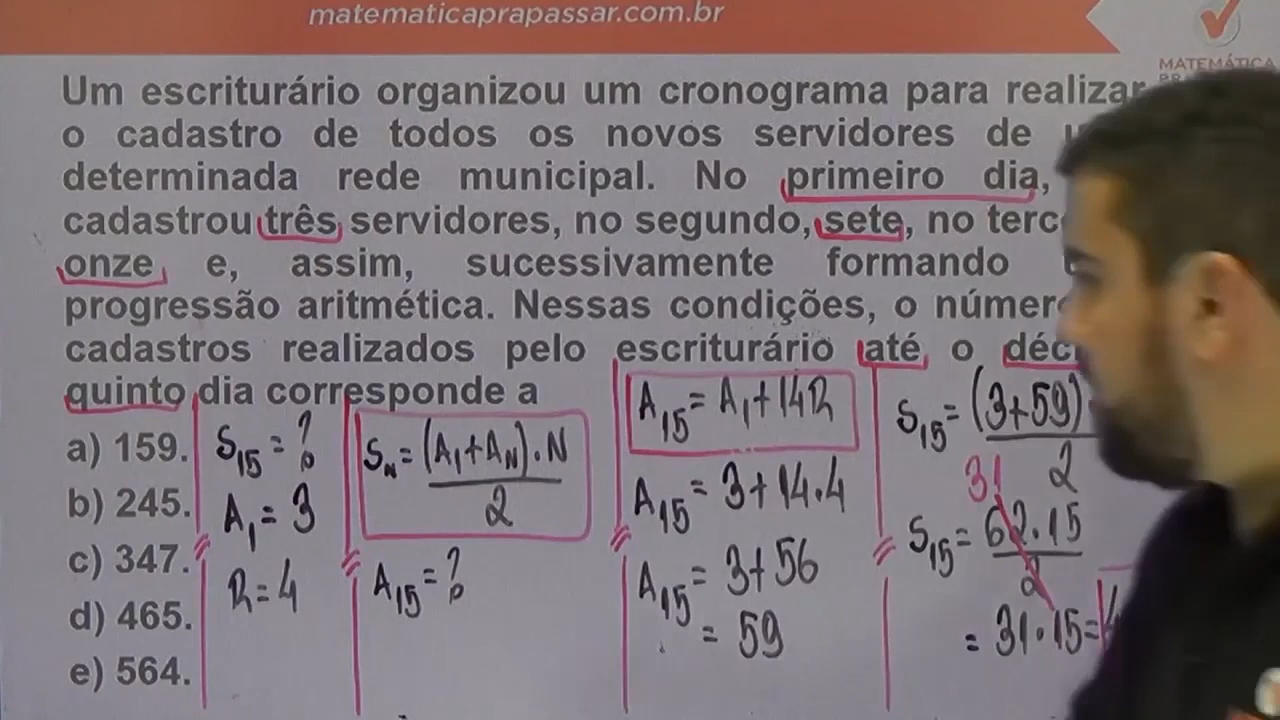 matematicaprapassar.com.br
MATEMÁTICA
Um escriturário organizou um cronograma para realizar
o cadastro de todos os novos servidores de
determinada rede municipal. No primeiro dia,
cadastrou três servidores, no segundo, sete, no
onze e, assim, sucessivamente formando
progressão aritmética. Nessas condições, o
cadastros realizados pelo escriturário até o
quinto dia corresponde a
a) 159.
b) 245.
c) 347.
d) 465.
e) 564.
S₁₅ = ?
A₁ = 3
R = 4
Sₙ = (A₁ + Aₙ) . N
2
A₁₅ = ?
A₁₅ = A₁ + 14R
A₁₅ = 3 + 14.4
A₁₅ = 3 + 56
= 59
S₁₅ = (3+59)
2
31
S₁₅ = 62.15
2
= 31.15 =